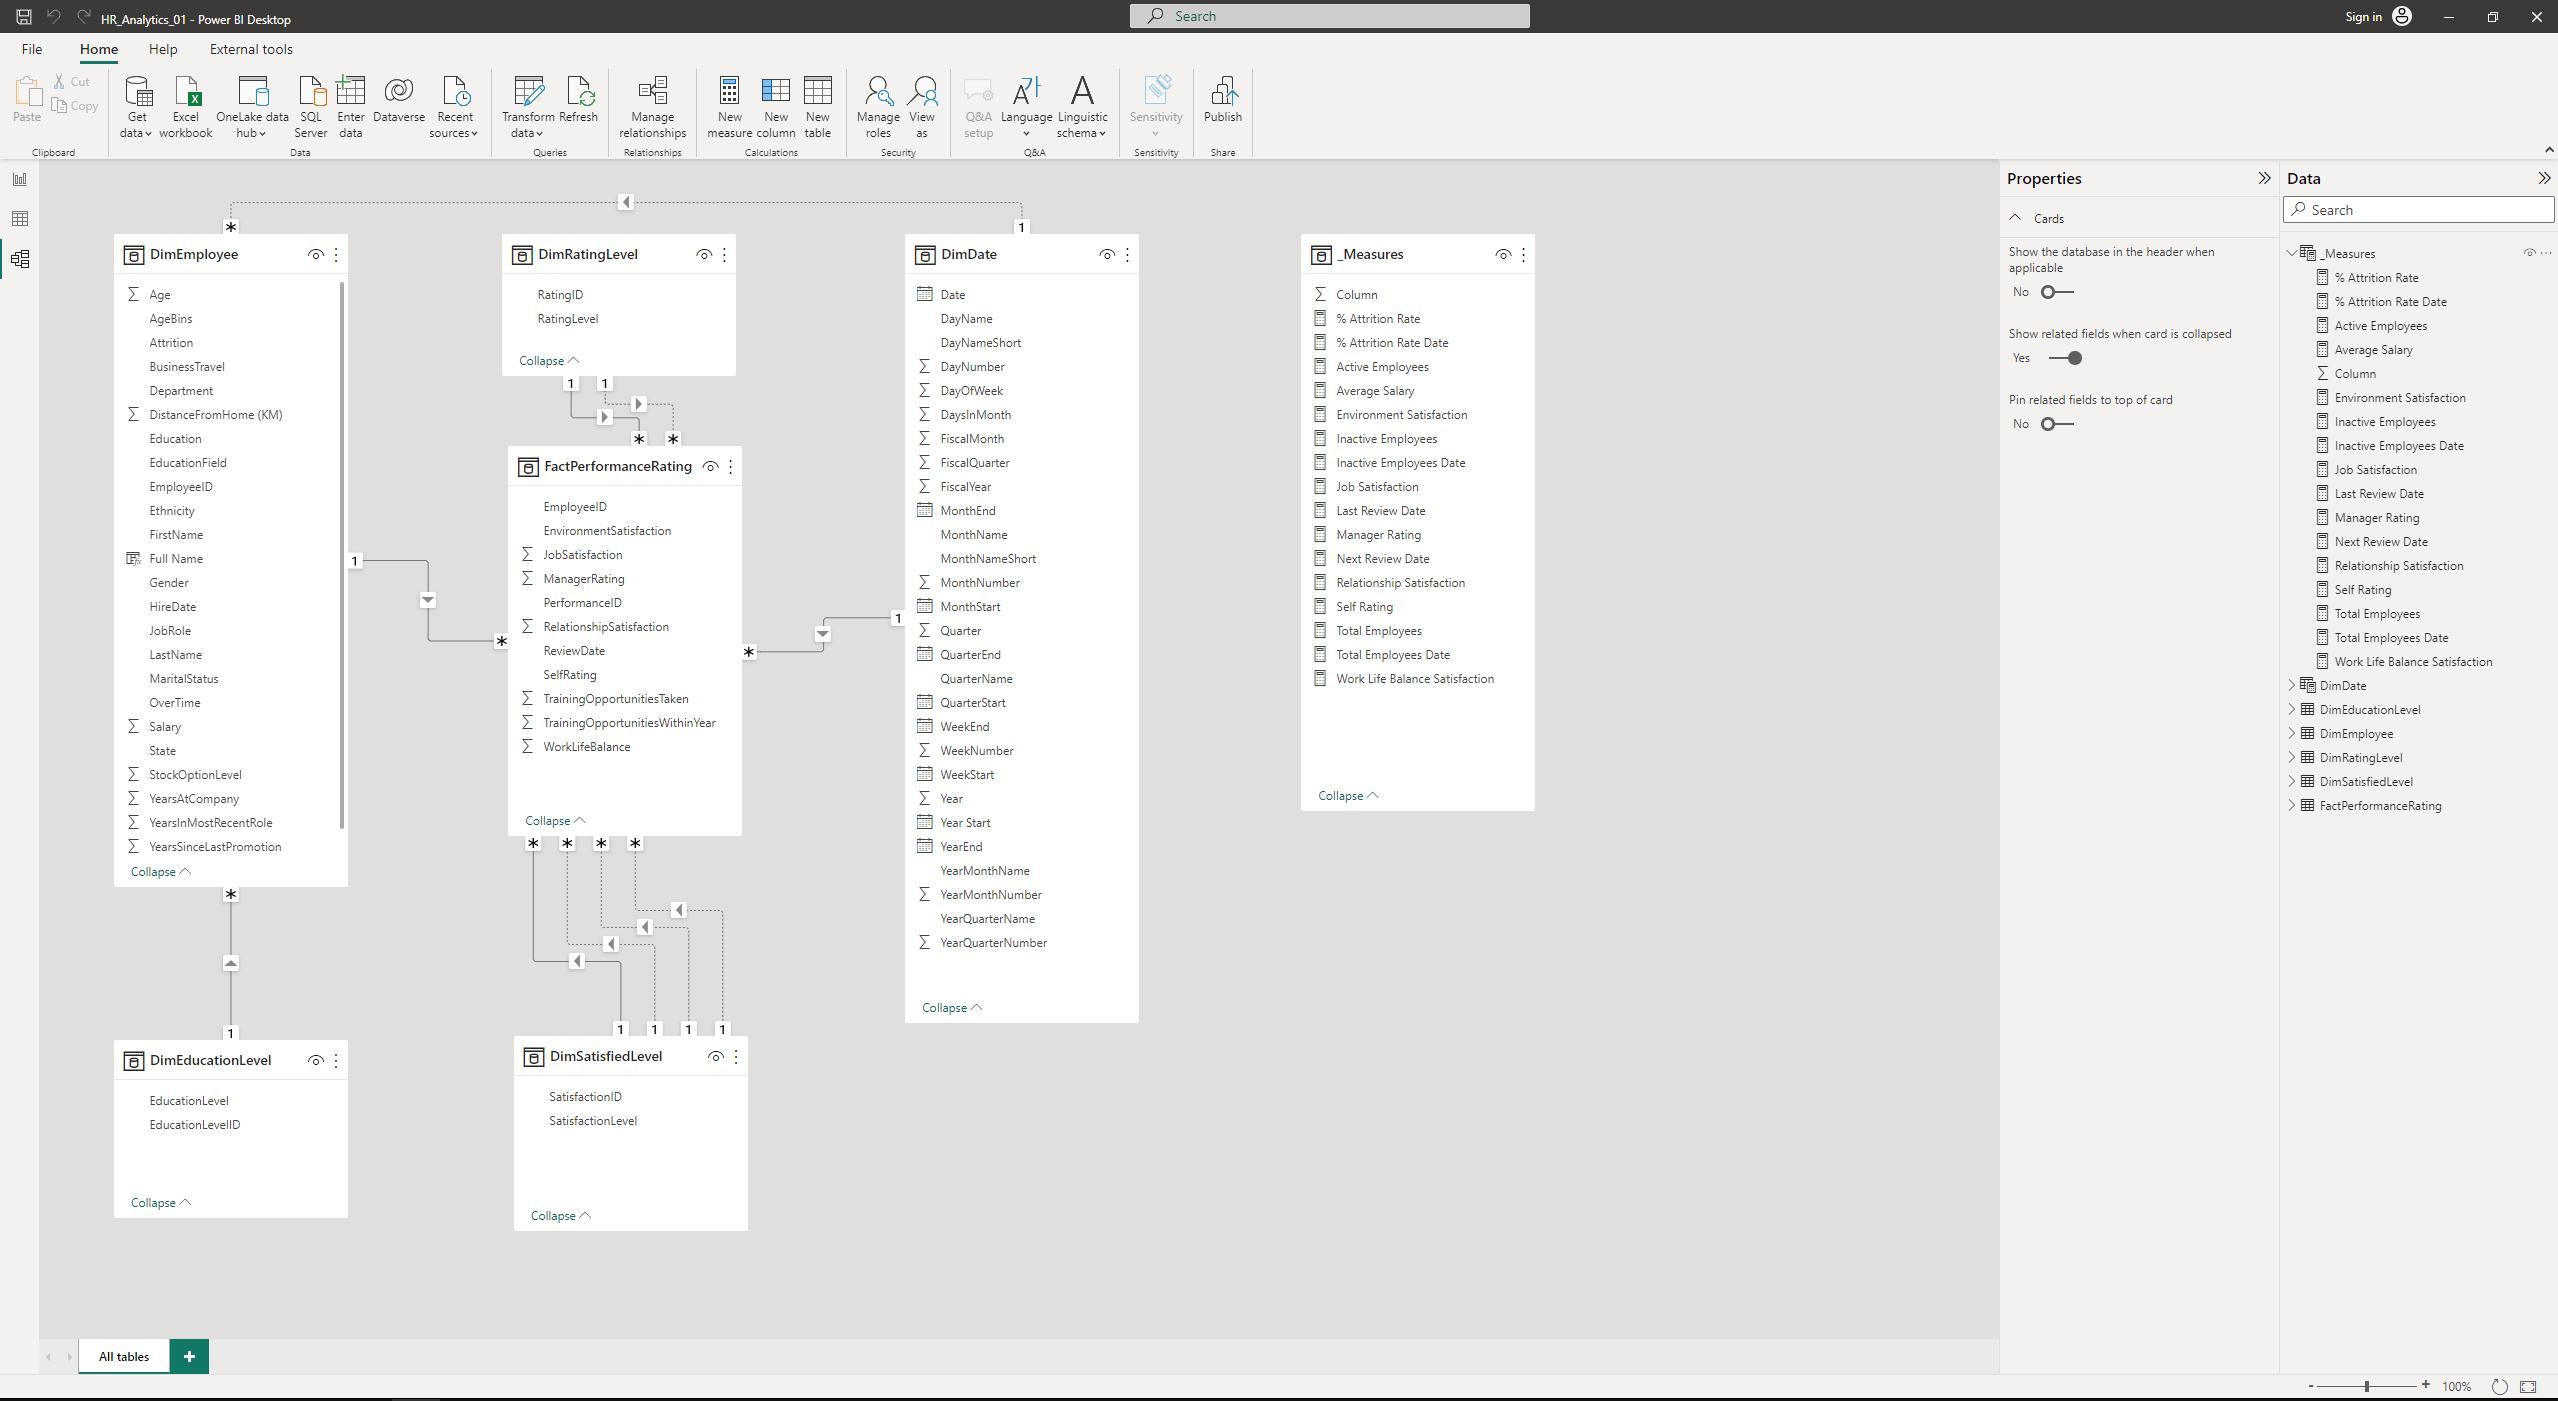 HR_Analytics_01 - Power BI Desktop
Search
Sign in
File
Home
Help
External tools
Paste
Cut
Copy
Clipboard
Get data
Excel workbook
OneLake data hub
SQL Server
Enter data
Dataverse
Recent sources
Data
Transform data
Refresh
Queries
Manage relationships
Relationships
New measure
New column
New table
Calculations
Manage roles
View as
Security
Q&A setup
Language
Linguistic schema
Q&A
Sensitivity
Sensitivity
Publish
Share
*
1
DimEmployee
Age
AgeBins
Attrition
BusinessTravel
Department
DistanceFromHome (KM)
Education
EducationField
EmployeeID
Ethnicity
FirstName
Full Name
Gender
HireDate
JobRole
LastName
MaritalStatus
OverTime
Salary
State
StockOptionLevel
YearsAtCompany
YearsInMostRecentRole
YearsSinceLastPromotion
Collapse
*
1
DimEducationLevel
EducationLevel
EducationLevelID
Collapse
DimRatingLevel
RatingID
RatingLevel
Collapse
1 1
* *
FactPerformanceRating
EmployeeID
EnvironmentSatisfaction
JobSatisfaction
ManagerRating
PerformanceID
RelationshipSatisfaction
ReviewDate
SelfRating
TrainingOpportunitiesTaken
TrainingOpportunitiesWithinYear
WorkLifeBalance
Collapse
1
*
*
1
* * * *
1 1 1 1
DimSatisfiedLevel
SatisfactionID
SatisfactionLevel
Collapse
DimDate
Date
DayName
DayNameShort
DayNumber
DayOfWeek
DaysInMonth
FiscalMonth
FiscalQuarter
FiscalYear
MonthEnd
MonthName
MonthNameShort
MonthNumber
MonthStart
Quarter
QuarterEnd
QuarterName
QuarterStart
WeekEnd
WeekNumber
WeekStart
Year
Year Start
YearEnd
YearMonthName
YearMonthNumber
YearQuarterName
YearQuarterNumber
Collapse
_Measures
Column
% Attrition Rate
% Attrition Rate Date
Active Employees
Average Salary
Environment Satisfaction
Inactive Employees
Inactive Employees Date
Job Satisfaction
Last Review Date
Manager Rating
Next Review Date
Relationship Satisfaction
Self Rating
Total Employees
Total Employees Date
Work Life Balance Satisfaction
Collapse
Properties
Cards
Show the database in the header when
applicable
No
Show related fields when card is collapsed
Yes
Pin related fields to top of card
No
Data
Search
_Measures
% Attrition Rate
% Attrition Rate Date
Active Employees
Average Salary
Column
Environment Satisfaction
Inactive Employees
Inactive Employees Date
Job Satisfaction
Last Review Date
Manager Rating
Next Review Date
Relationship Satisfaction
Self Rating
Total Employees
Total Employees Date
Work Life Balance Satisfaction
DimDate
DimEducationLevel
DimEmployee
DimRatingLevel
DimSatisfiedLevel
FactPerformanceRating
All tables
+
- + 100%